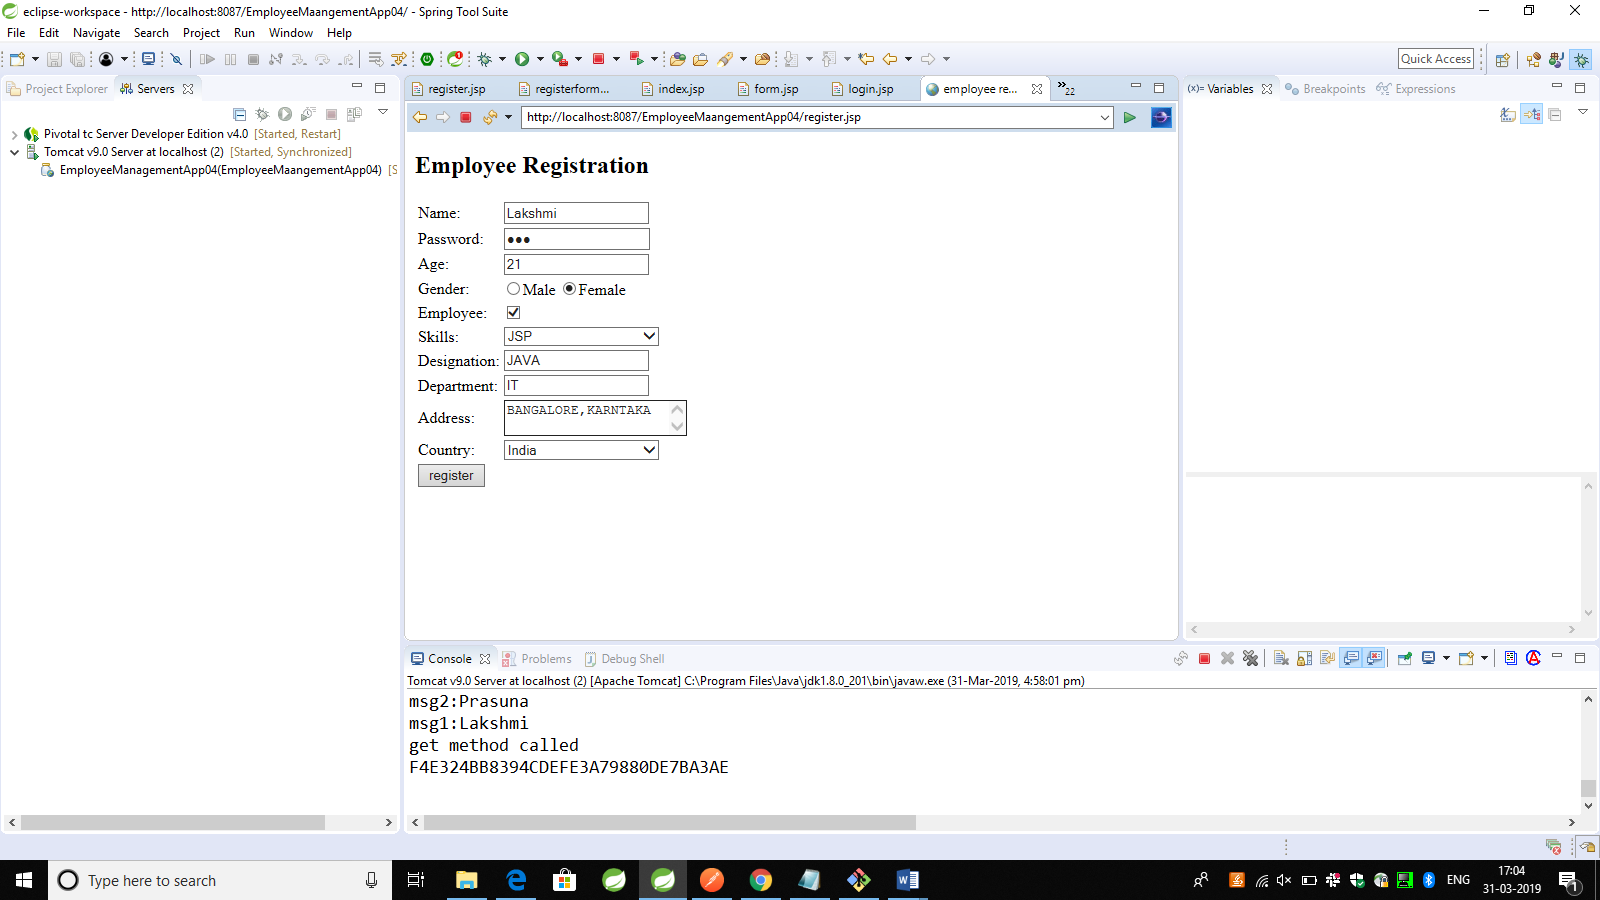 eclipse-workspace - http://localhost:8087/EmployeeMaangementApp04/ - Spring Tool Suite
File Edit Navigate Search Project Run Window Help
Quick Access
Project Explorer Servers
register.jsp registerform... index.jsp form.jsp login.jsp employee re... 22
(x)= Variables Breakpoints Expressions
http://localhost:8087/EmployeeMaangementApp04/register.jsp
Pivotal tc Server Developer Edition v4.0 [Started, Restart]
Tomcat v9.0 Server at localhost (2) [Started, Synchronized]
EmployeeManagementApp04(EmployeeMaangementApp04) [S
Employee Registration
Name: Lakshmi
Password: ●●●
Age: 21
Gender: Male Female
Employee:
Skills: JSP
Designation: JAVA
Department: IT
Address: BANGALORE,KARNTAKA
Country: India
register
Console Problems Debug Shell
Tomcat v9.0 Server at localhost (2) [Apache Tomcat] C:\Program Files\Java\jdk1.8.0_201\bin\javaw.exe (31-Mar-2019, 4:58:01 pm)
msg2:Prasuna
msg1:Lakshmi
get method called
F4E324BB8394CDEFE3A79880DE7BA3AE
Type here to search
ENG
17:04
31-03-2019
1